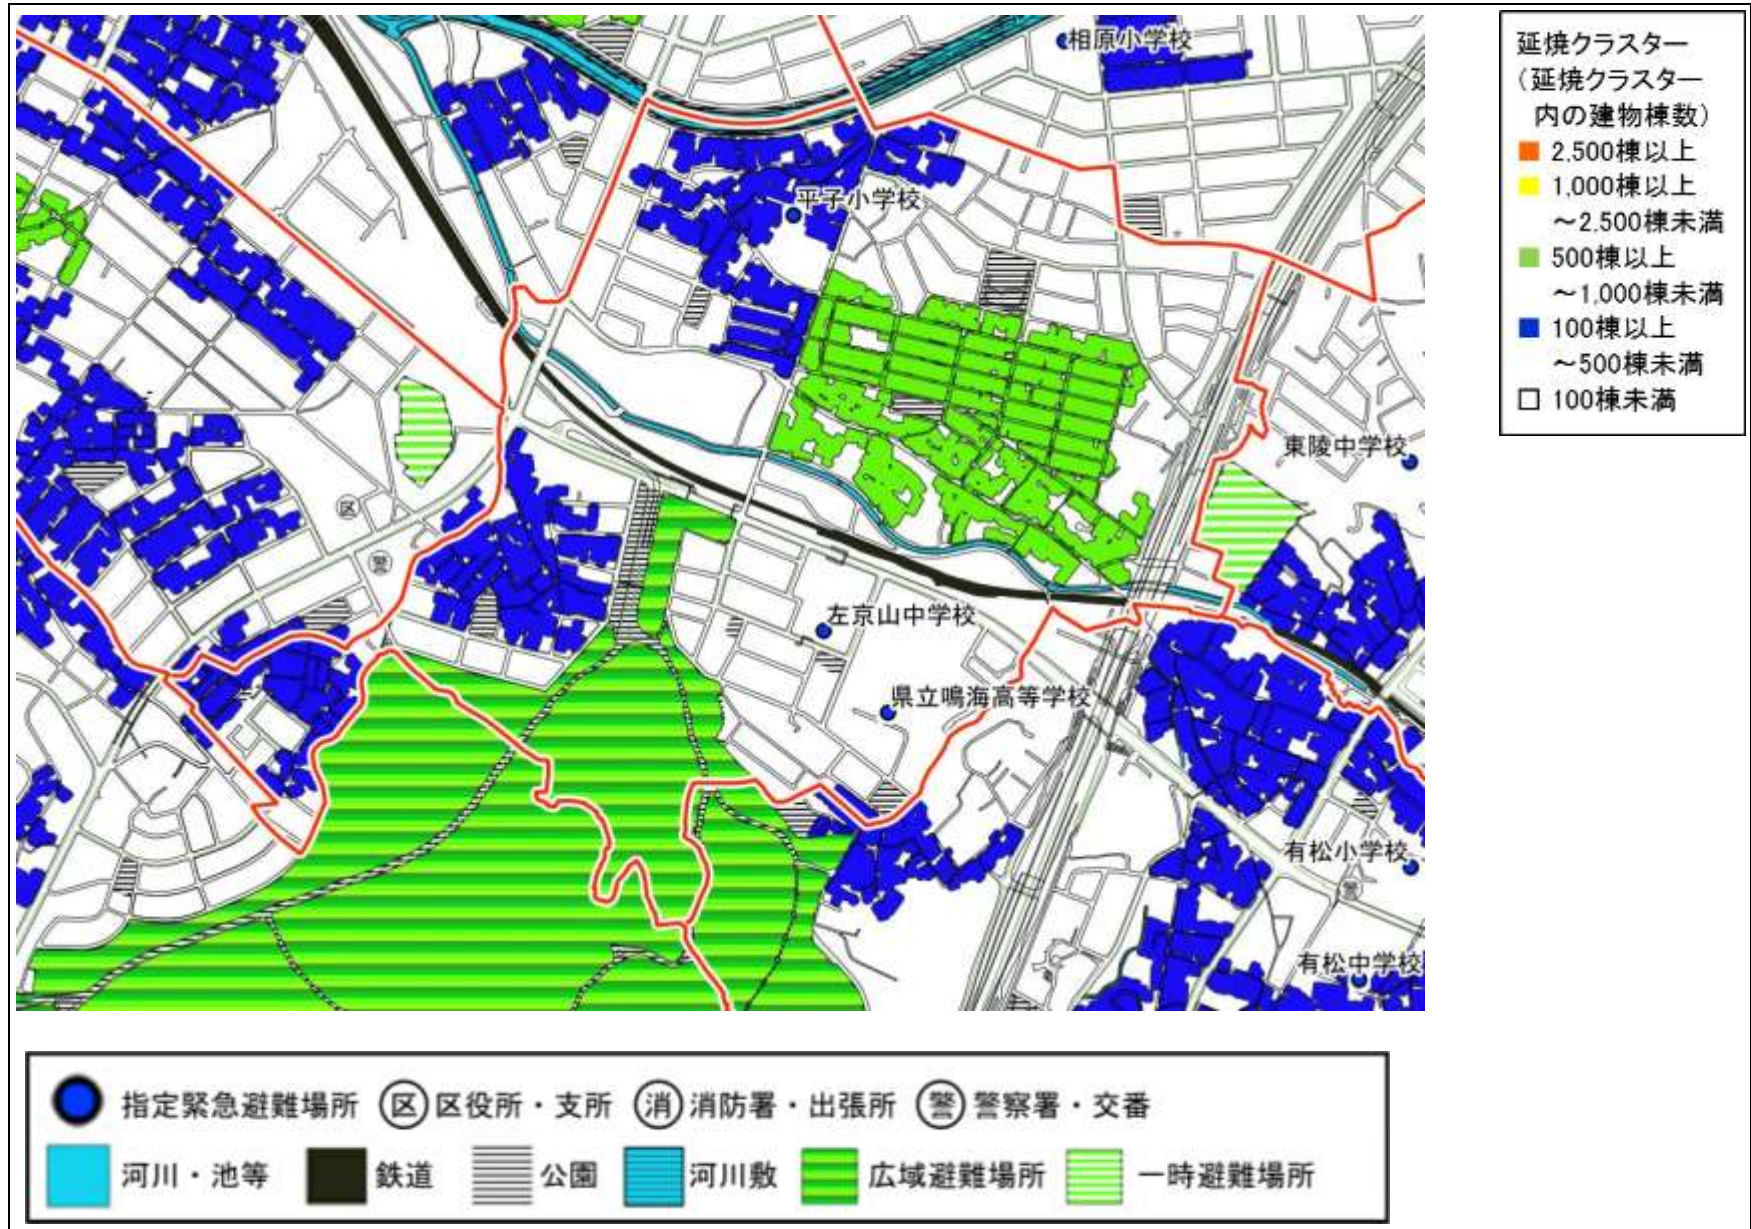 相原小学校
平子小学校
東陵中学校
区
警
左京山中学校
県立鳴海高等学校
有松小学校
警
有松中学校
延焼クラスター
（延焼クラスター
内の建物棟数）
2,500棟以上
1,000棟以上
～2,500棟未満
500棟以上
～1,000棟未満
100棟以上
～500棟未満
100棟未満
指定緊急避難場所 区 区役所・支所 消 消防署・出張所 警 警察署・交番
河川・池等 鉄道 公園 河川敷 広域避難場所 一時避難場所